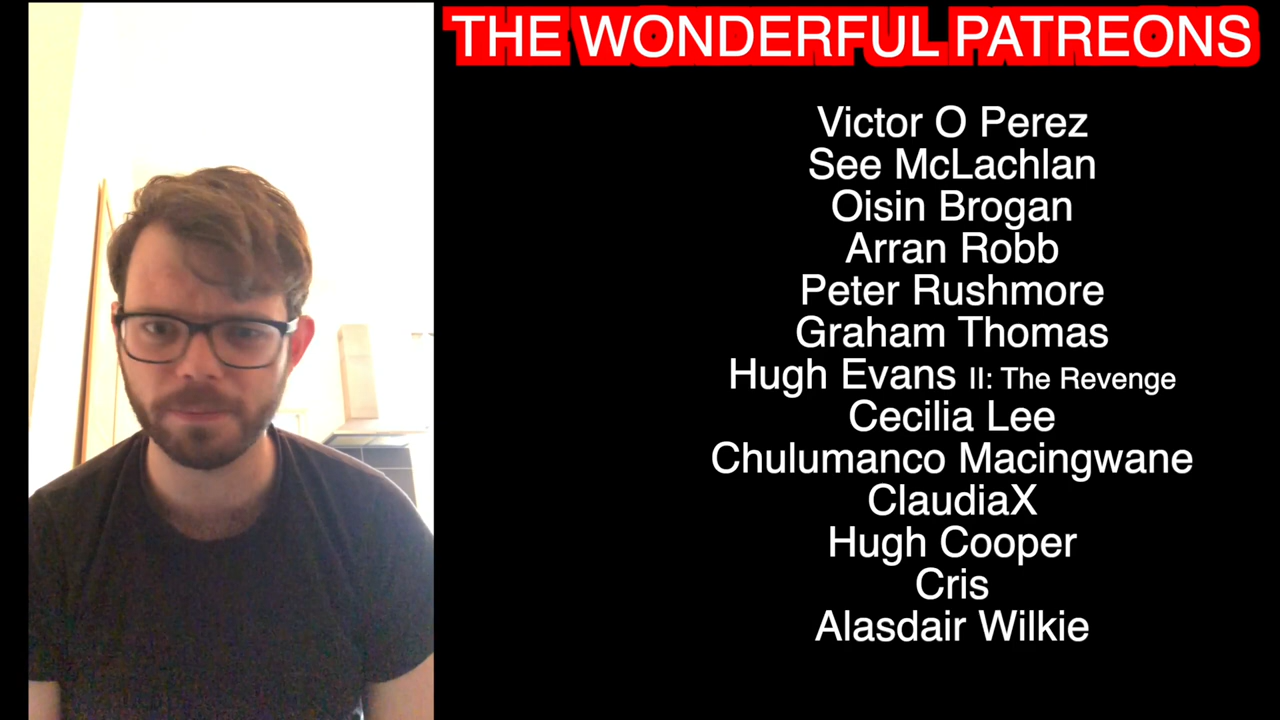 THE WONDERFUL PATREONS
Victor O Perez
See McLachlan
Oisin Brogan
Arran Robb
Peter Rushmore
Graham Thomas
Hugh Evans II: The Revenge
Cecilia Lee
Chulumanco Macingwane
ClaudiaX
Hugh Cooper
Cris
Alasdair Wilkie